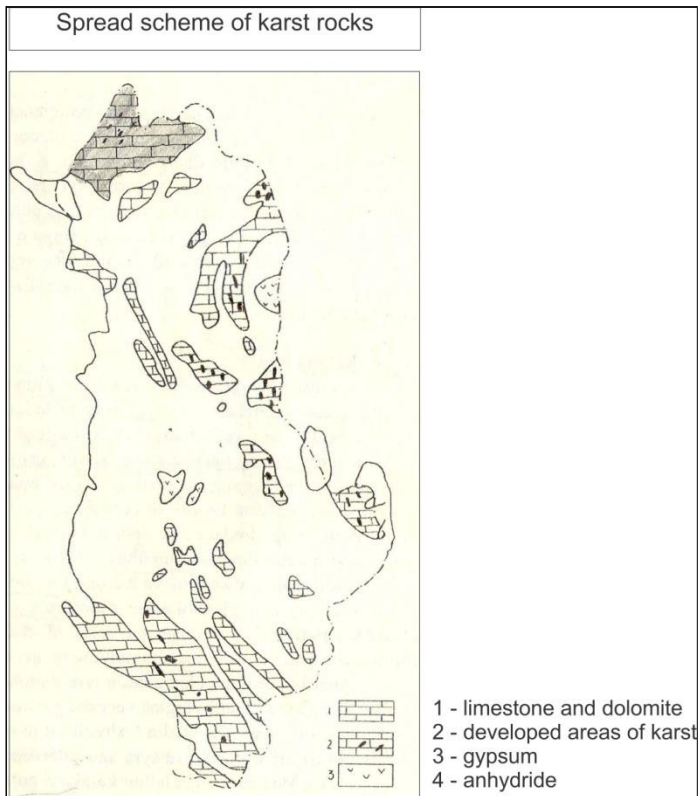 Spread scheme of karst rocks
2
3
1 - limestone and dolomite
2 - developed areas of karst
3 - gypsum
4 - anhydride